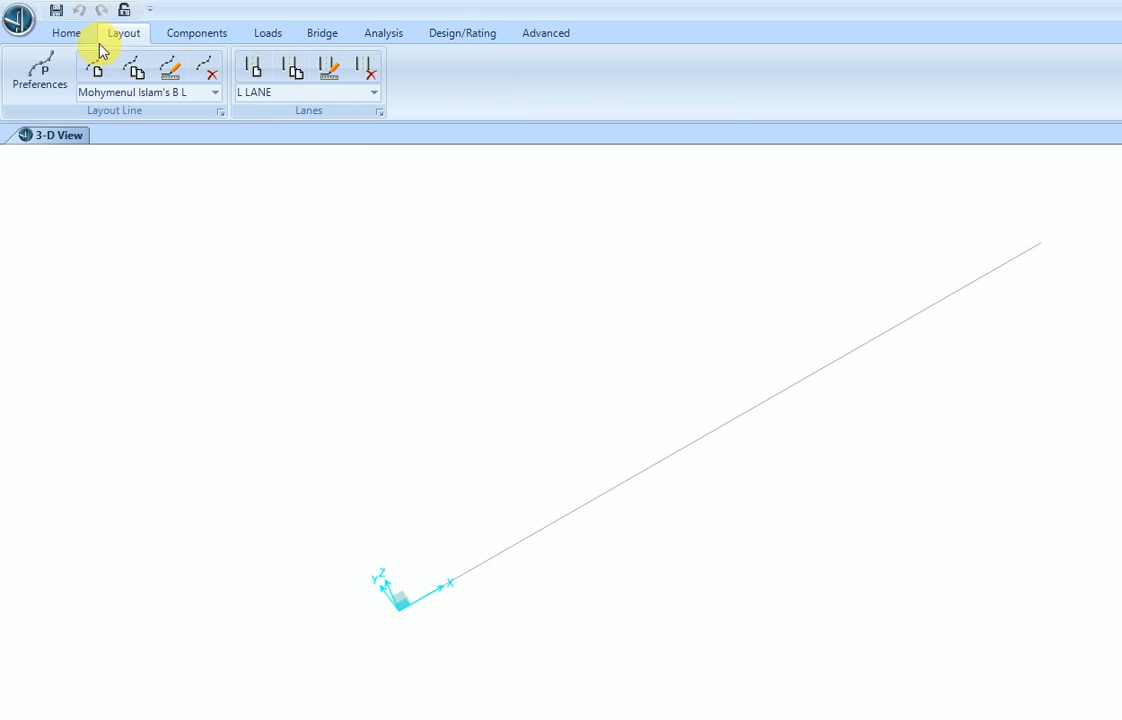 Home Layout Components Loads Bridge Analysis Design/Rating Advanced
P
Preferences
Mohymenul Islam's B L L LANE
Layout Line Lanes
3-D View
Z
Y X